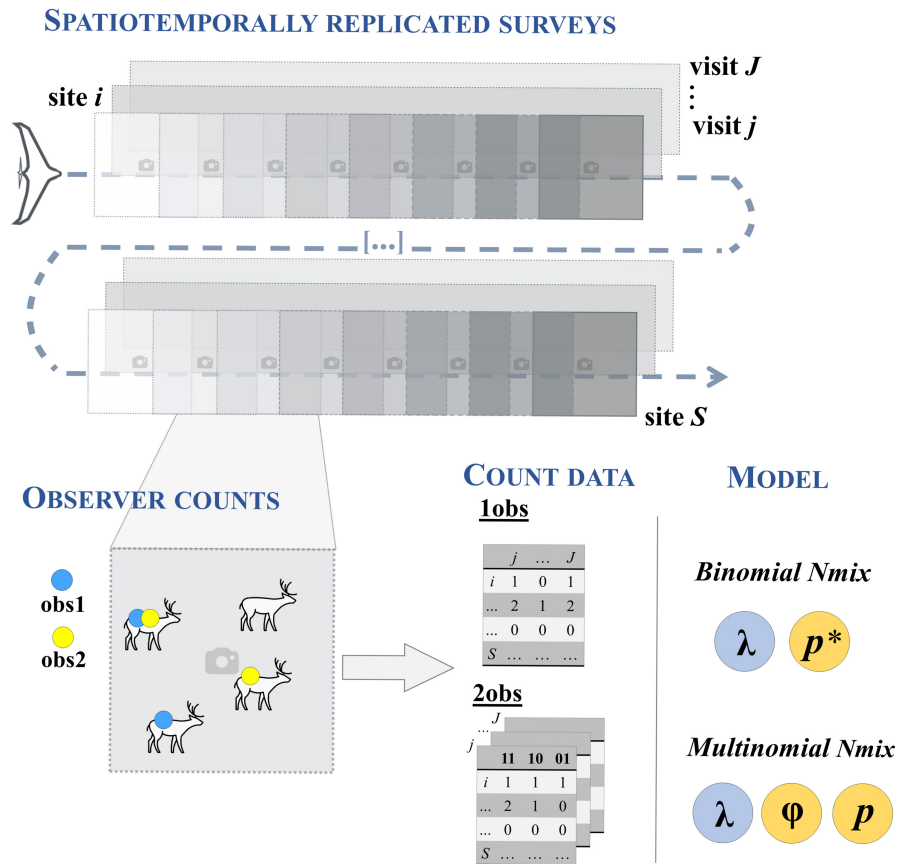 SPATIOTEMPORALLY REPLICATED SURVEYS
visit J
⋮
site i
visit j
[...]
site S
OBSERVER COUNTS
COUNT DATA
MODEL
1obs
j … J
i 1 0 1
... 2 1 2
... 0 0 0
S … … …
obs1
obs2
Binomial Nmix
λ p*
2obs
... J
j
11 10 01
i 1 1 1
... 2 1 0
... 0 0 0
S … … …
Multinomial Nmix
λ φ p